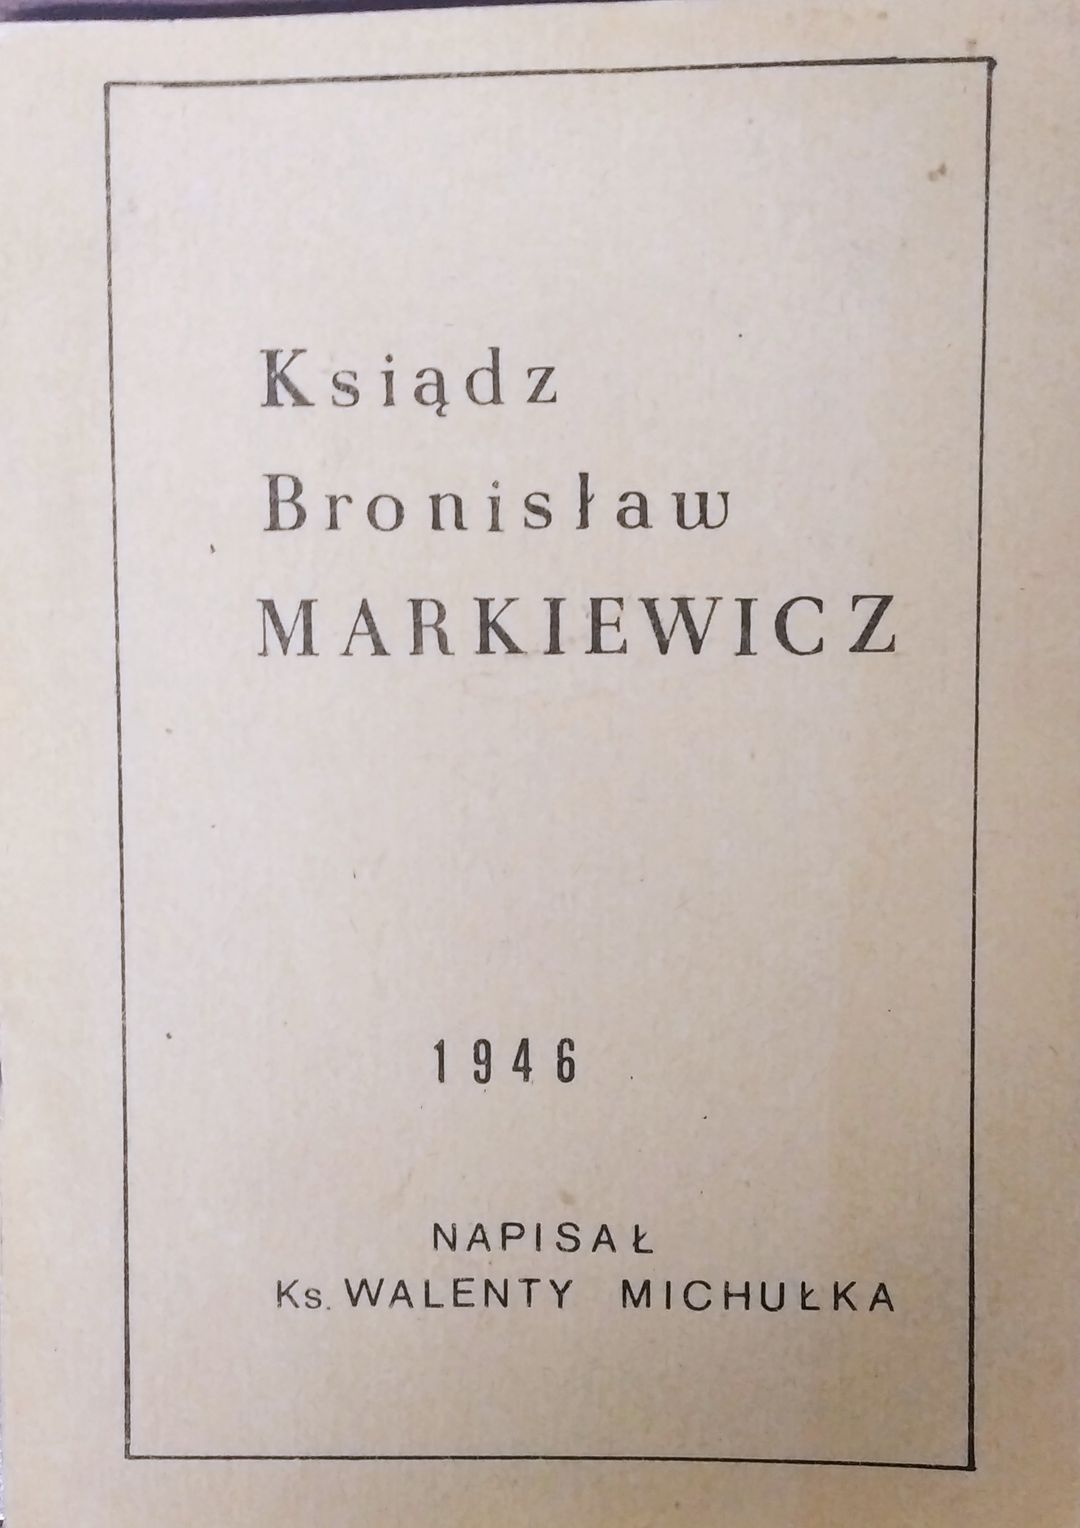 Ksiądz
Bronisław
MARKIEWICZ
1946
NAPISAŁ
Ks. WALENTY MICHUŁKA